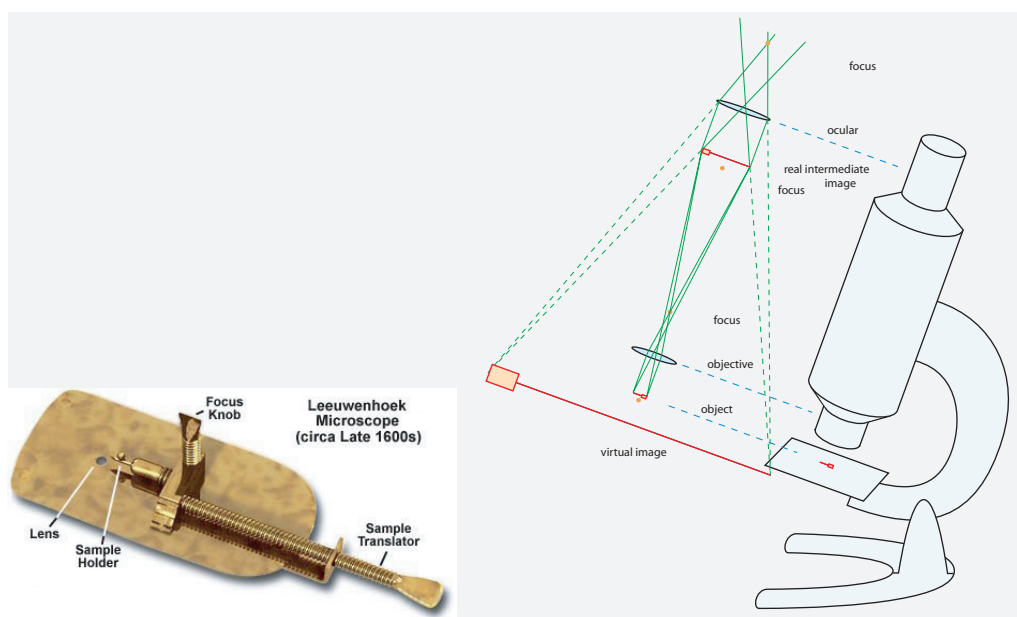 focus
ocular
real intermediate
image
focus
focus
objective
object
virtual image
Leeuwenhoek
Microscope
(circa Late 1600s)
Focus
Knob
Lens
Sample
Holder
Sample
Translator